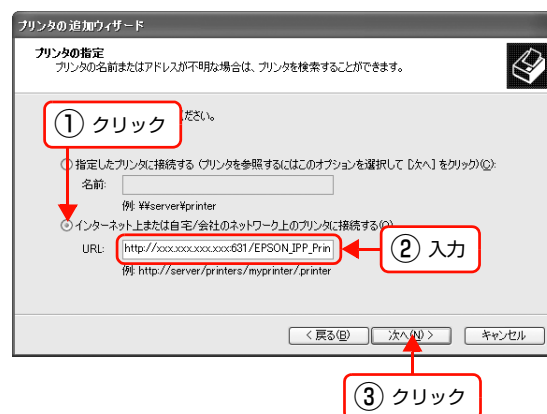 プリンタの追加ウィザード
プリンタの指定
プリンタの名前またはアドレスが不明な場合は、プリンタを検索することができます。
ださい。
① クリック
指定したプリンタに接続する (プリンタを参照するにはこのオプションを選択して [次へ] をクリック)(C):
名前:
例: ¥¥server¥printer
インターネット上または自宅/会社のネットワーク上のプリンタに接続する(O)
URL: http://xxx.xxx.xxx.xxx:631/EPSON_IPP_Prin
② 入力
例: http://server/printers/myprinter/.printer
< 戻る(B) 次へ(N) > キャンセル
③ クリック